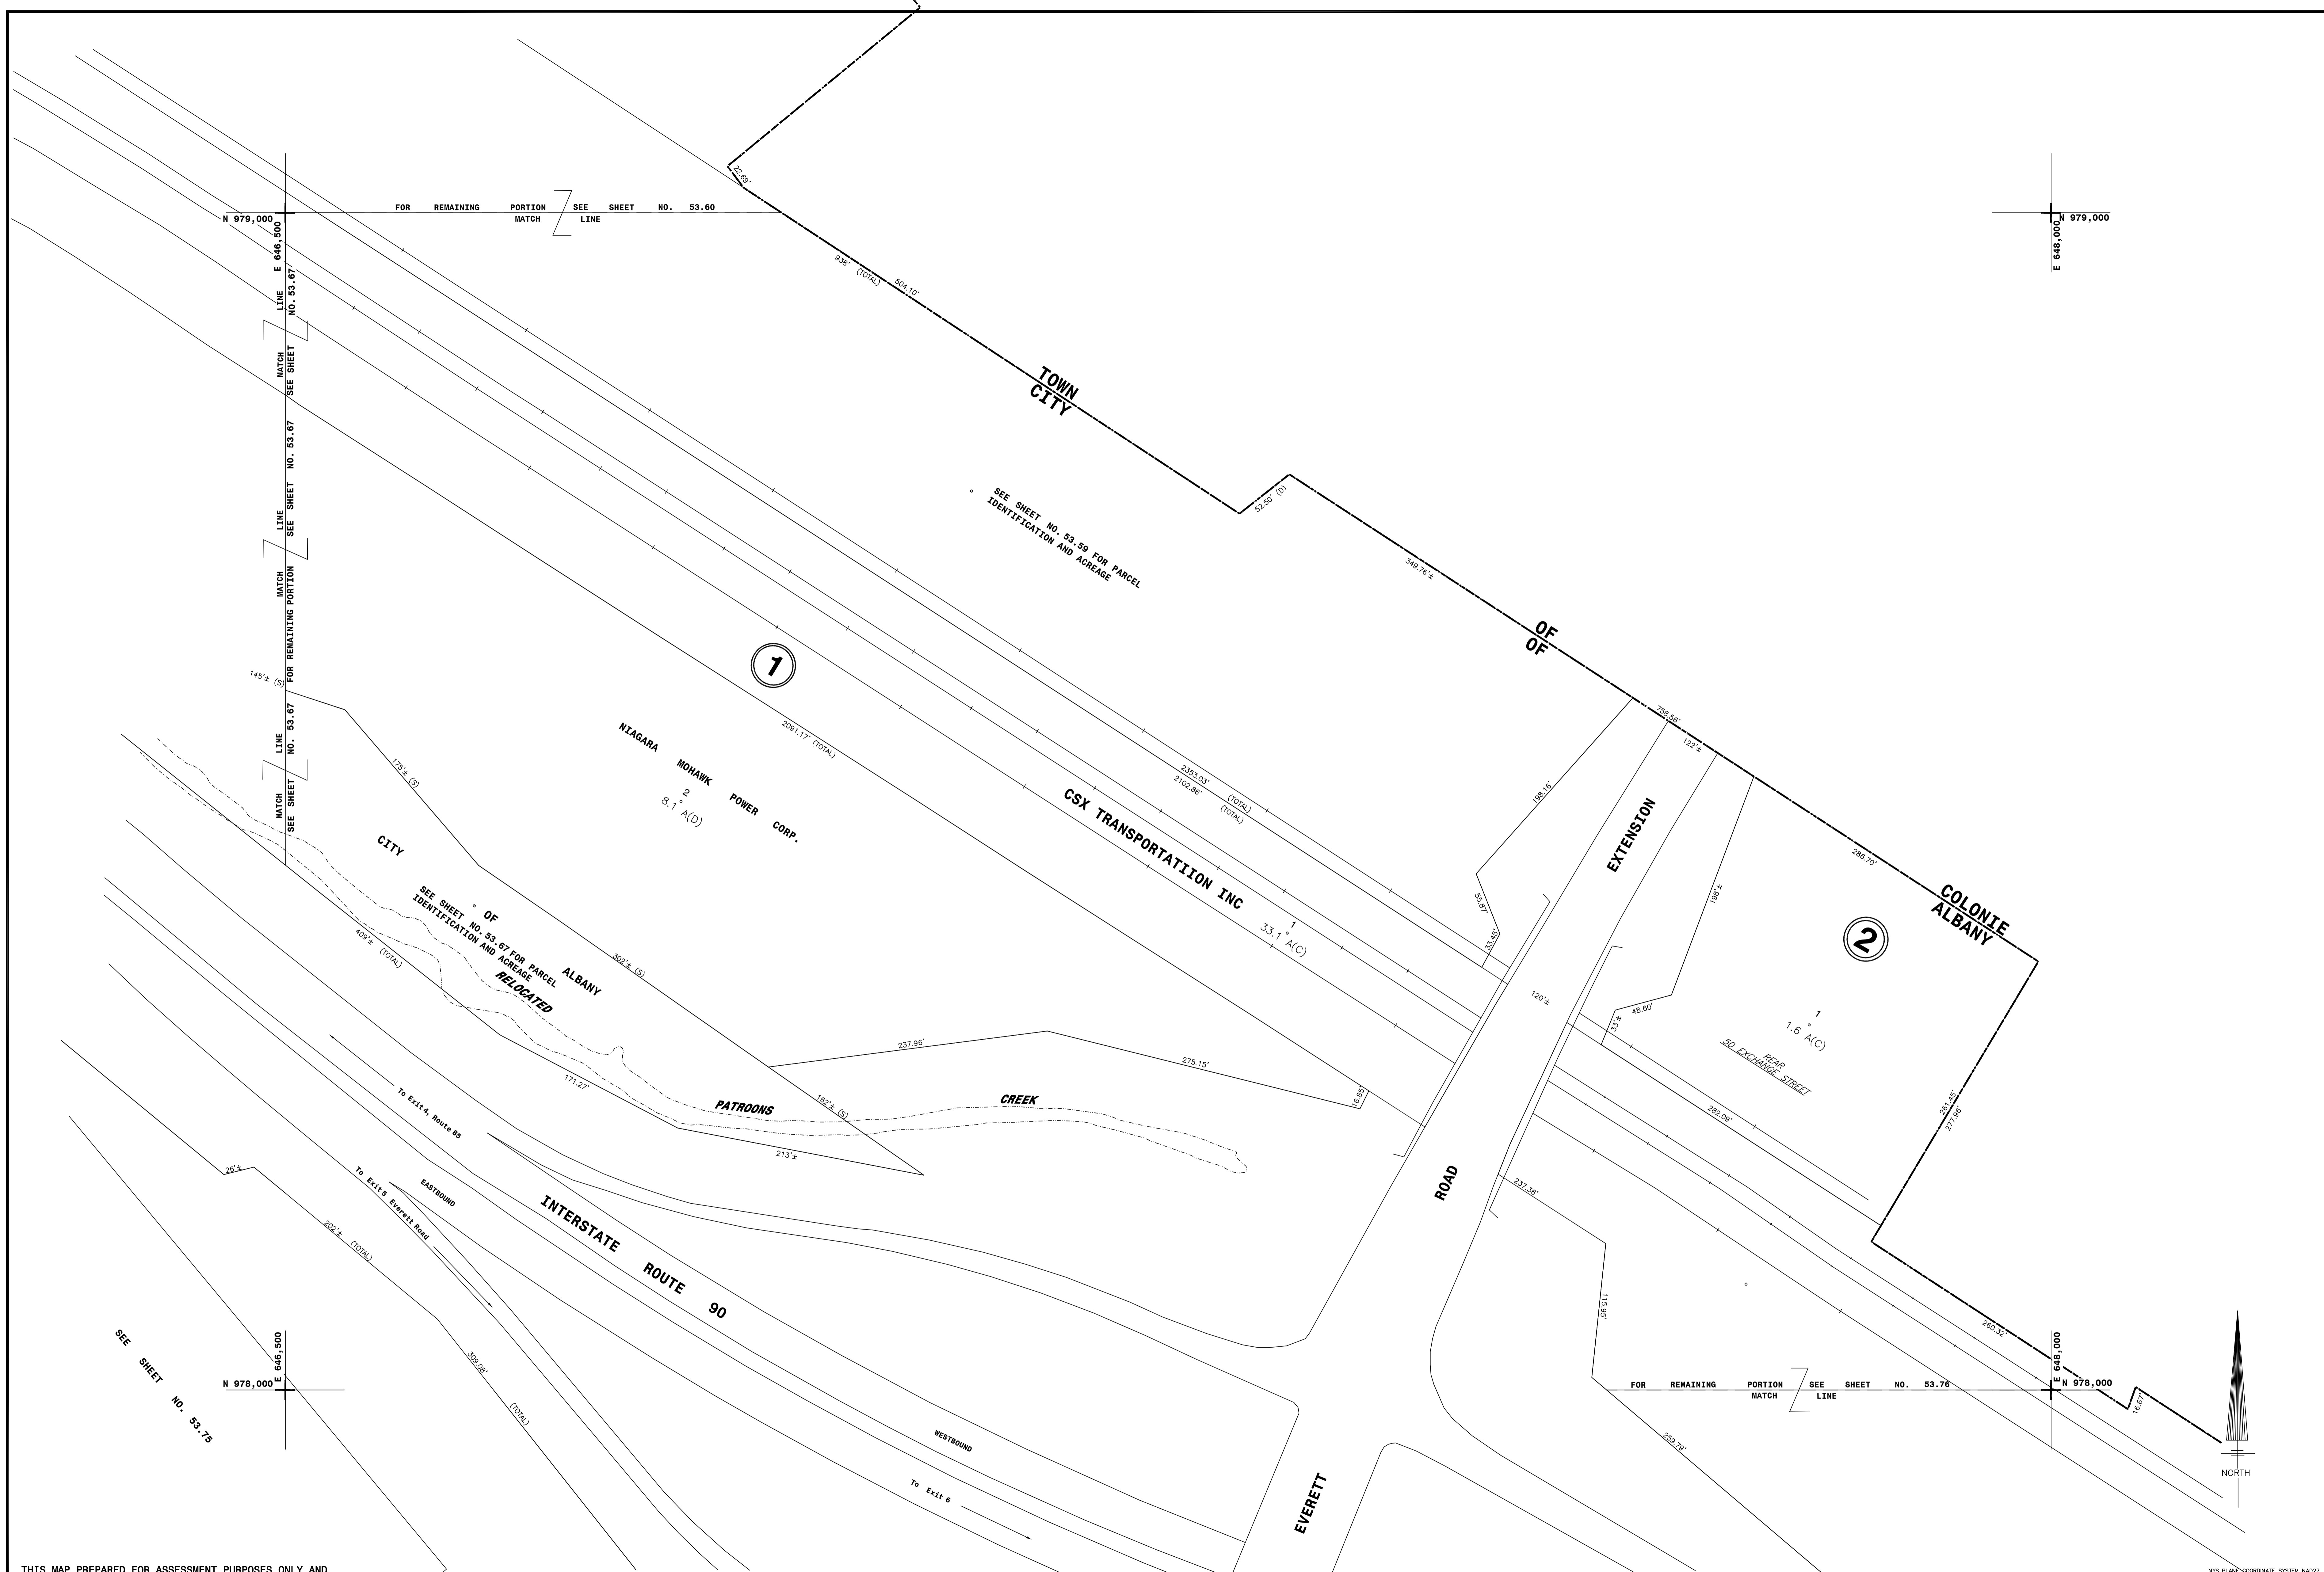 22.69'
FOR REMAINING PORTION SEE SHEET NO. 53.60
MATCH LINE
N 979,000
E 646,500
N 979,000
E 648,000
MATCH LINE
SEE SHEET NO. 53.67
MATCH LINE
SEE SHEET NO. 53.67
MATCH LINE
SEE SHEET NO. 53.67 FOR REMAINING PORTION
938' (TOTAL)
504.10'
TOWN
CITY
52.50' (D)
SEE SHEET NO. 53.59 FOR PARCEL
IDENTIFICATION AND ACREAGE
349.76'±
OF
OF
1
145'± (S)
2091.17' (TOTAL)
758.56'
122'±
175'± (S)
NIAGARA MOHAWK POWER CORP.
2
8.1 A(D)
2353.03' (TOTAL)
2102.86' (TOTAL)
198.16'
CSX TRANSPORTATIION INC
1
33.1 A(C)
EXTENSION
198'±
286.70'
COLONIE
ALBANY
2
CITY OF ALBANY
SEE SHEET NO. 53.67 FOR PARCEL
IDENTIFICATION AND ACREAGE
RELOCATED
409'± (TOTAL)
302'± (S)
55.87'
33.45'
120'±
48.60'
33'±
1
1.6 A(C)
REAR
50 EXCHANGE STREET
237.96'
275.15'
16.85'
171.27'
PATROONS CREEK
162'± (S)
213'±
282.09'
261.45'
277.96'
To Exit 4, Route 85
To Exit 5 Everett Road
EASTBOUND
26'±
202'± (TOTAL)
INTERSTATE ROUTE 90
ROAD
237.36'
115.95'
260.32'
309.08' (TOTAL)
SEE SHEET NO. 53.75
E 646,500
N 978,000
FOR REMAINING PORTION SEE SHEET NO. 53.76
MATCH LINE
E 648,000
N 978,000
16.67'
259.79'
WESTBOUND
To Exit 6
EVERETT
NORTH
THIS MAP PREPARED FOR ASSESSMENT PURPOSES ONLY AND
NYS PLANE COORDINATE SYSTEM NAD27